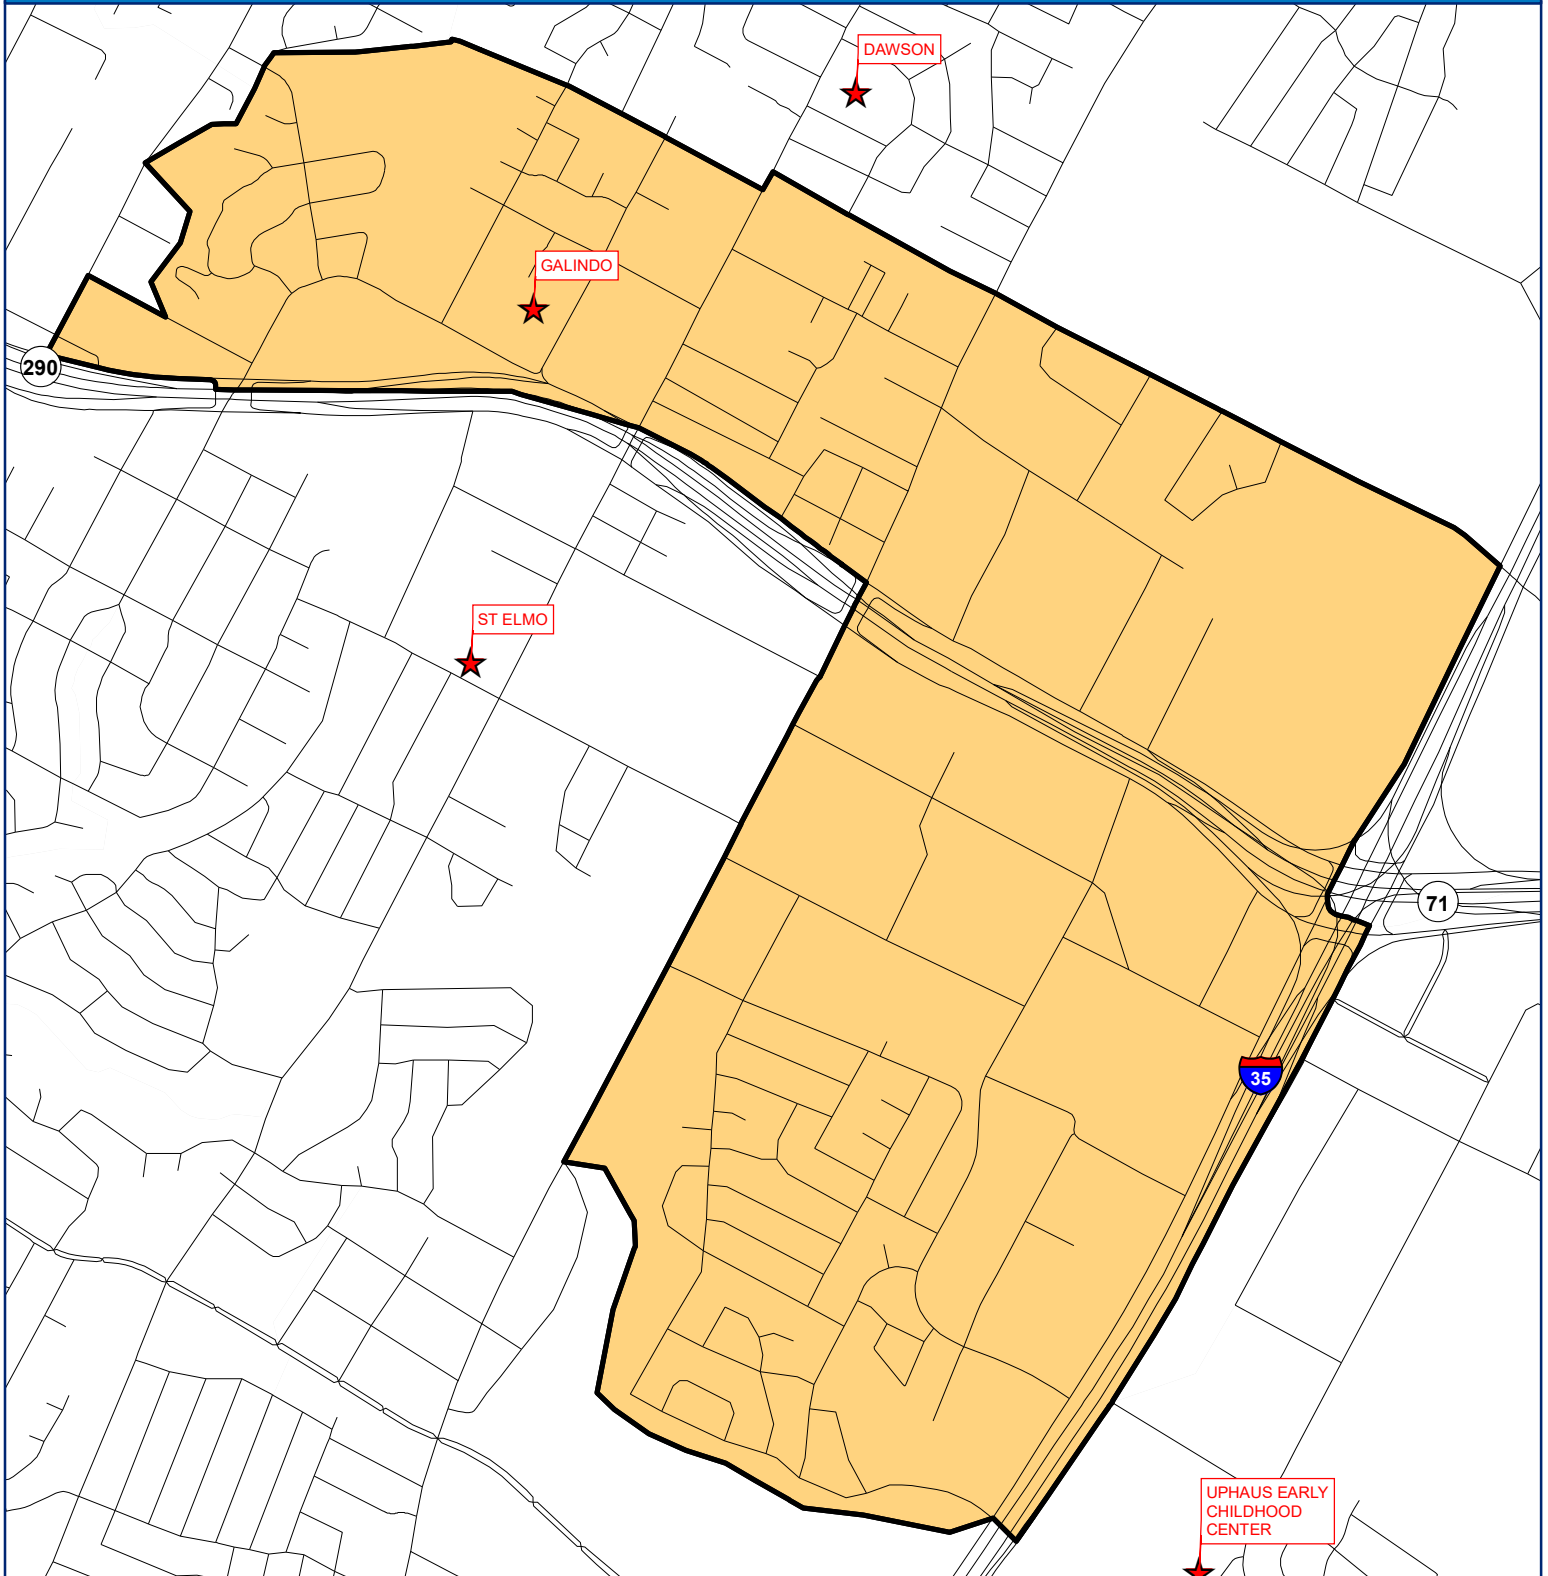 DAWSON
GALINDO
290
ST ELMO
71
35
UPHAUS EARLY
CHILDHOOD
CENTER